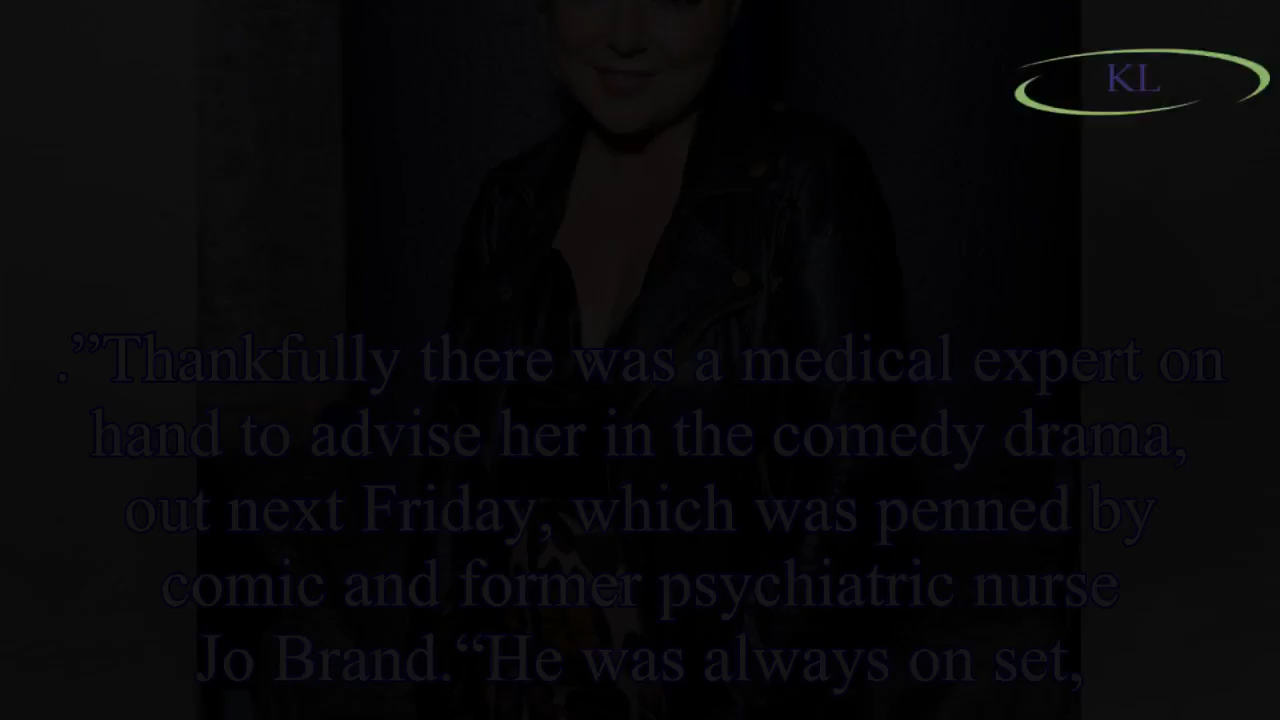 KL
.”Thankfully there was a medical expert on
hand to advise her in the comedy drama,
out next Friday, which was penned by
comic and former psychiatric nurse
Jo Brand.“He was always on set,